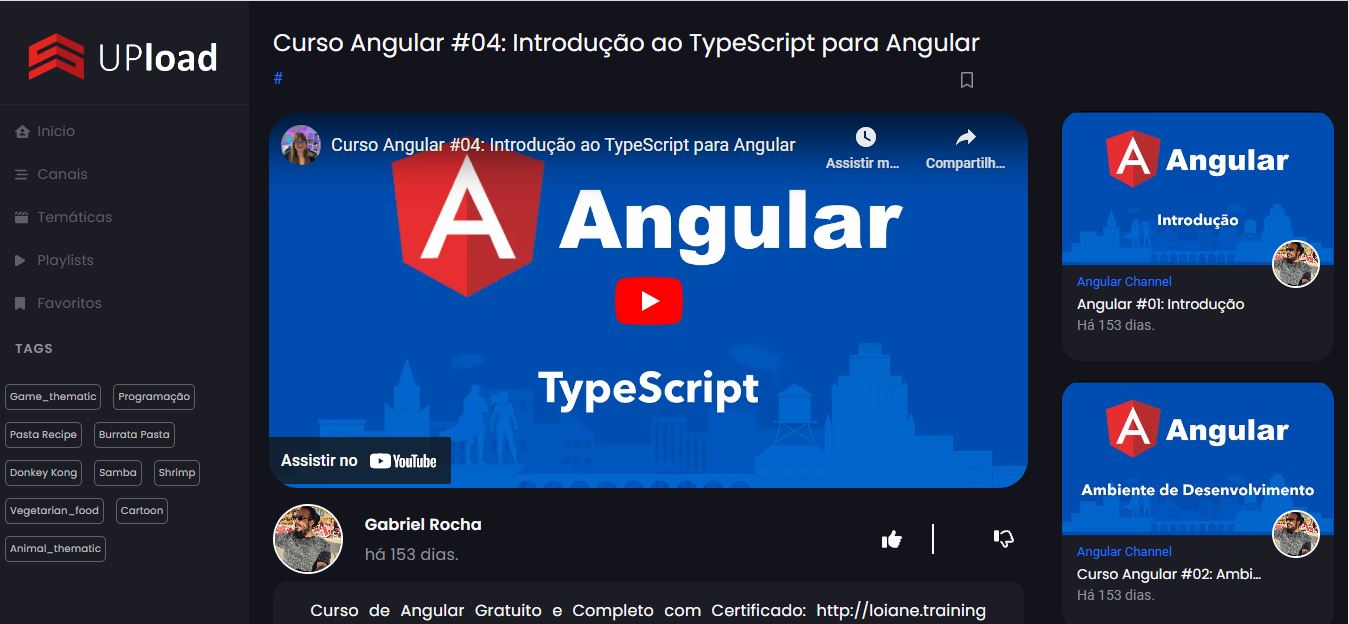 UPload
Início
Canais
Temáticas
Playlists
Favoritos
TAGS
Game_thematic Programação
Pasta Recipe Burrata Pasta
Donkey Kong Samba Shrimp
Vegetarian_food Cartoon
Animal_thematic
Curso Angular #04: Introdução ao TypeScript para Angular
#
Curso Angular #04: Introdução ao TypeScript para Angular
Assistir m... Compartilh...
A Angular
TypeScript
Assistir no YouTube
Gabriel Rocha
há 153 dias.
Curso de Angular Gratuito e Completo com Certificado: http://loiane.training
A Angular
Introdução
Angular Channel
Angular #01: Introdução
Há 153 dias.
A Angular
Ambiente de Desenvolvimento
Angular Channel
Curso Angular #02: Ambi...
Há 153 dias.